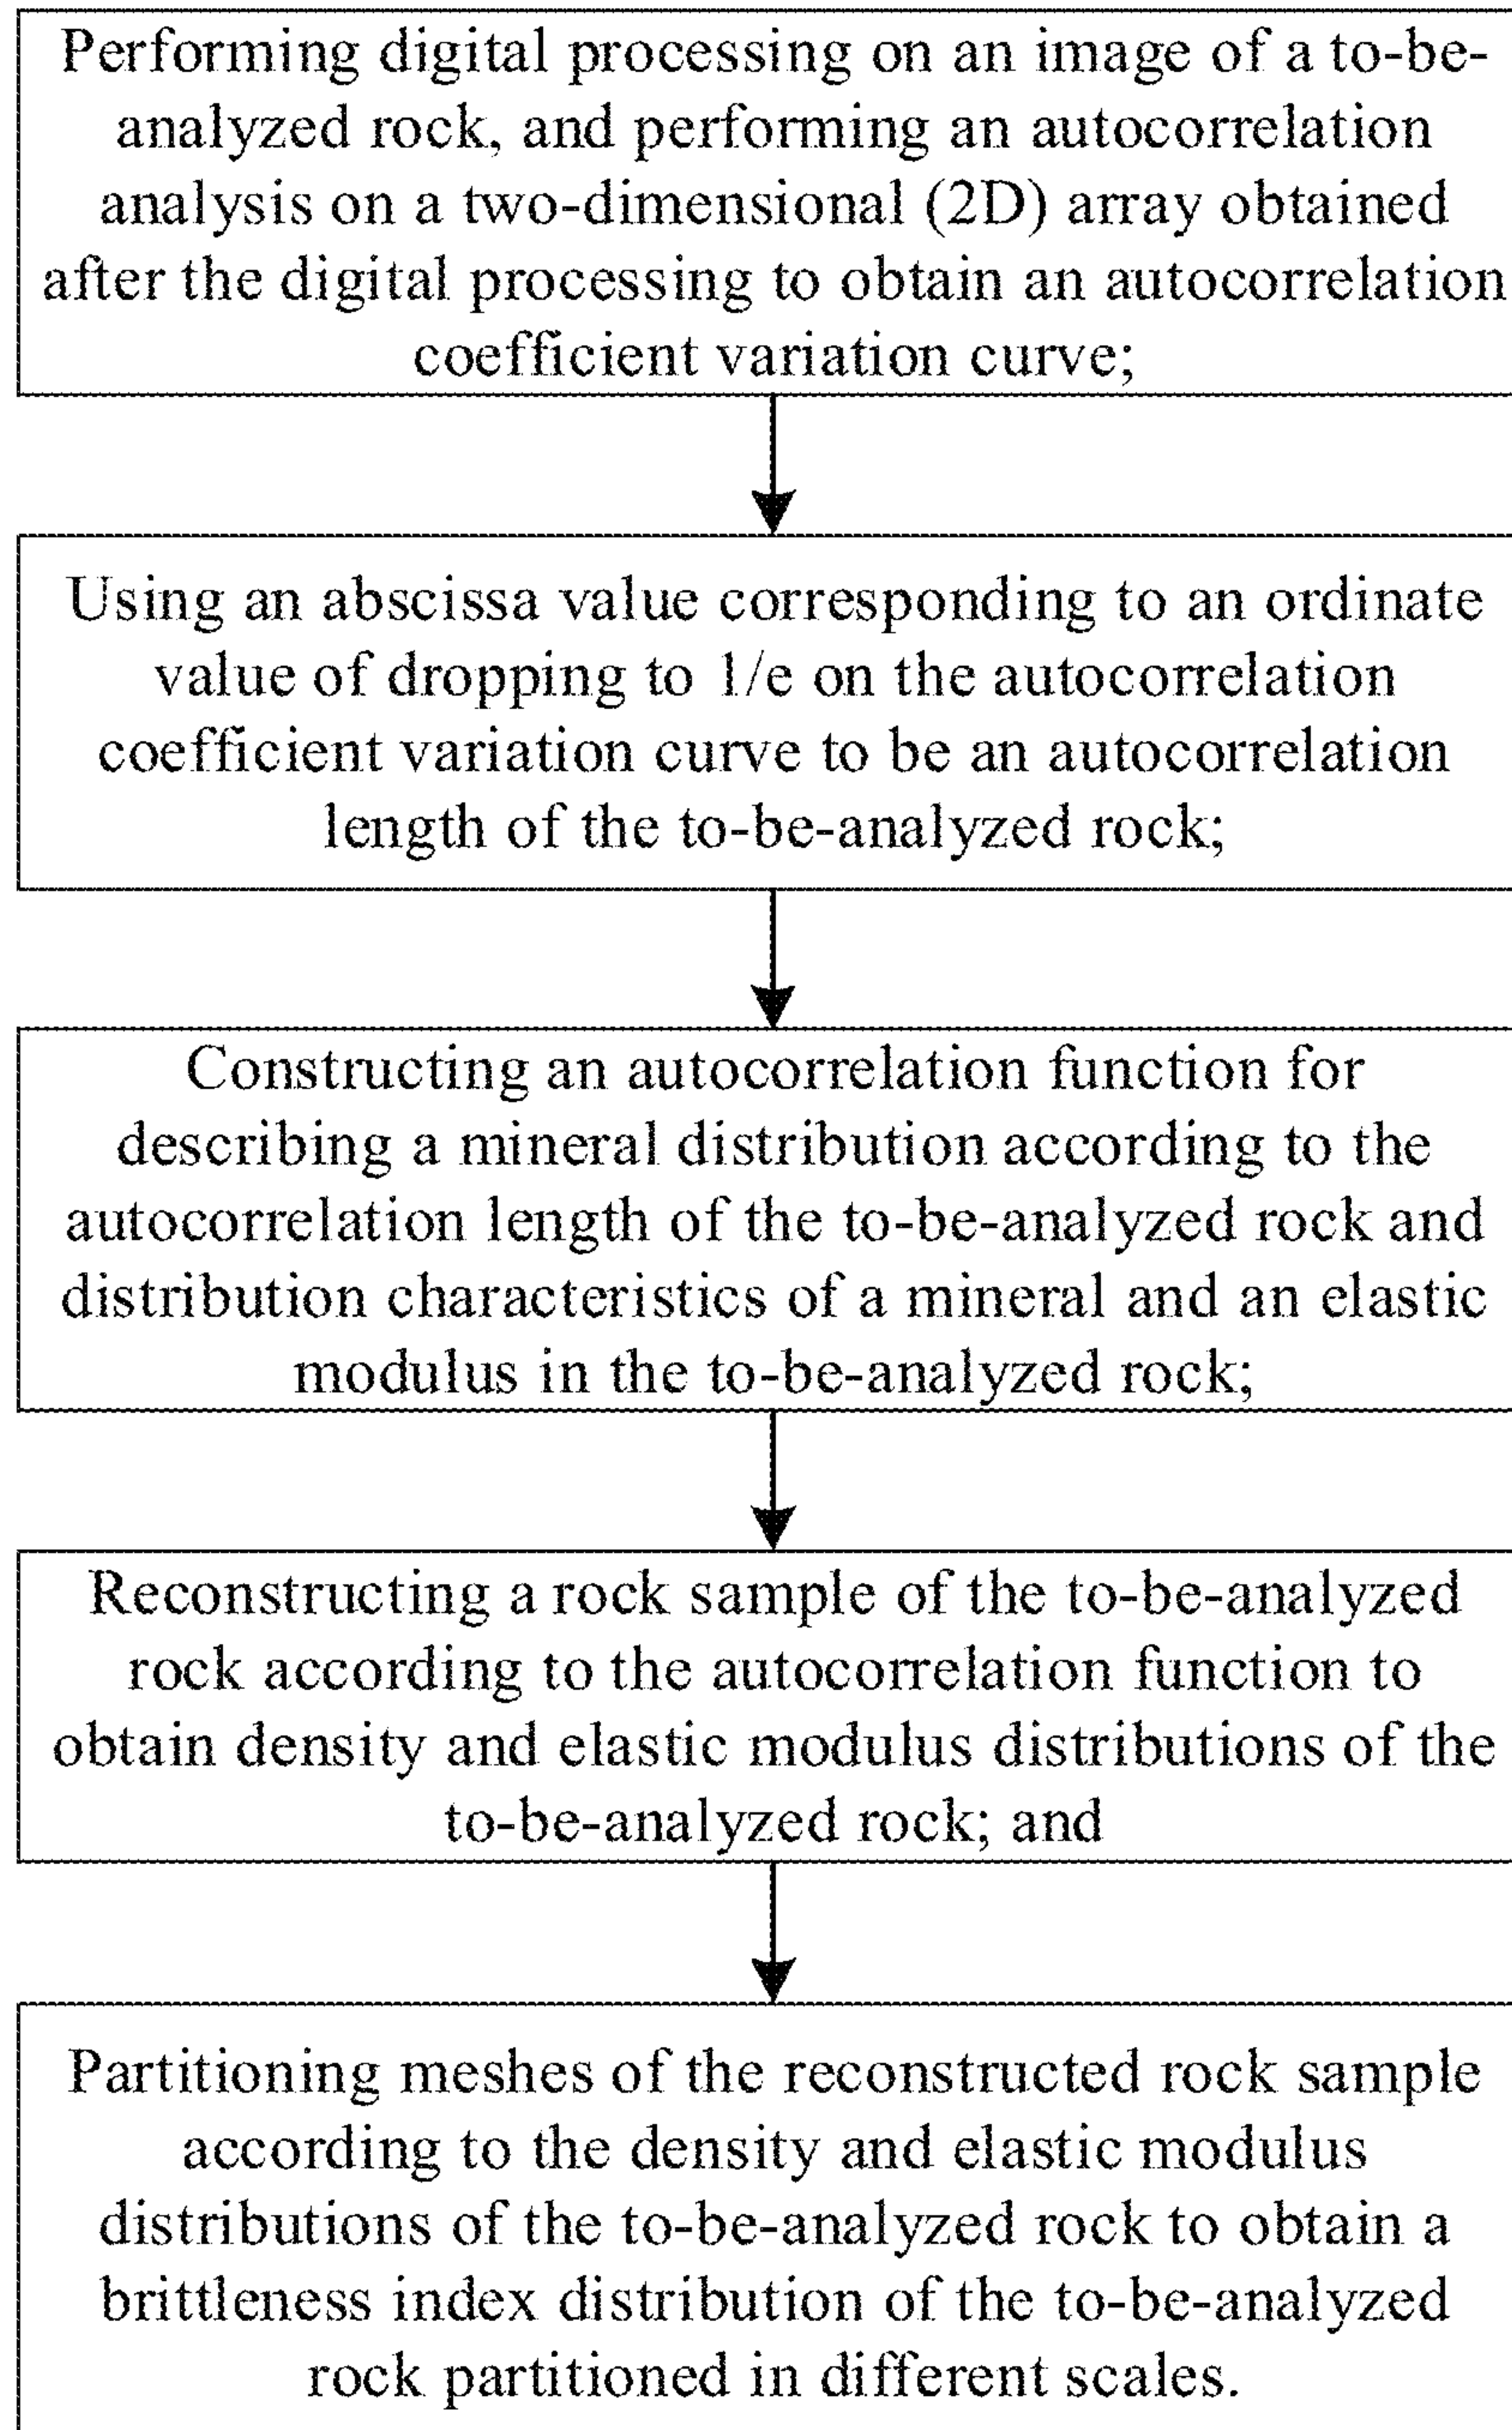 Performing digital processing on an image of a to-be-
analyzed rock, and performing an autocorrelation
analysis on a two-dimensional (2D) array obtained
after the digital processing to obtain an autocorrelation
coefficient variation curve;
Using an abscissa value corresponding to an ordinate
value of dropping to 1/e on the autocorrelation
coefficient variation curve to be an autocorrelation
length of the to-be-analyzed rock;
Constructing an autocorrelation function for
describing a mineral distribution according to the
autocorrelation length of the to-be-analyzed rock and
distribution characteristics of a mineral and an elastic
modulus in the to-be-analyzed rock;
Reconstructing a rock sample of the to-be-analyzed
rock according to the autocorrelation function to
obtain density and elastic modulus distributions of the
to-be-analyzed rock; and
Partitioning meshes of the reconstructed rock sample
according to the density and elastic modulus
distributions of the to-be-analyzed rock to obtain a
brittleness index distribution of the to-be-analyzed
rock partitioned in different scales.